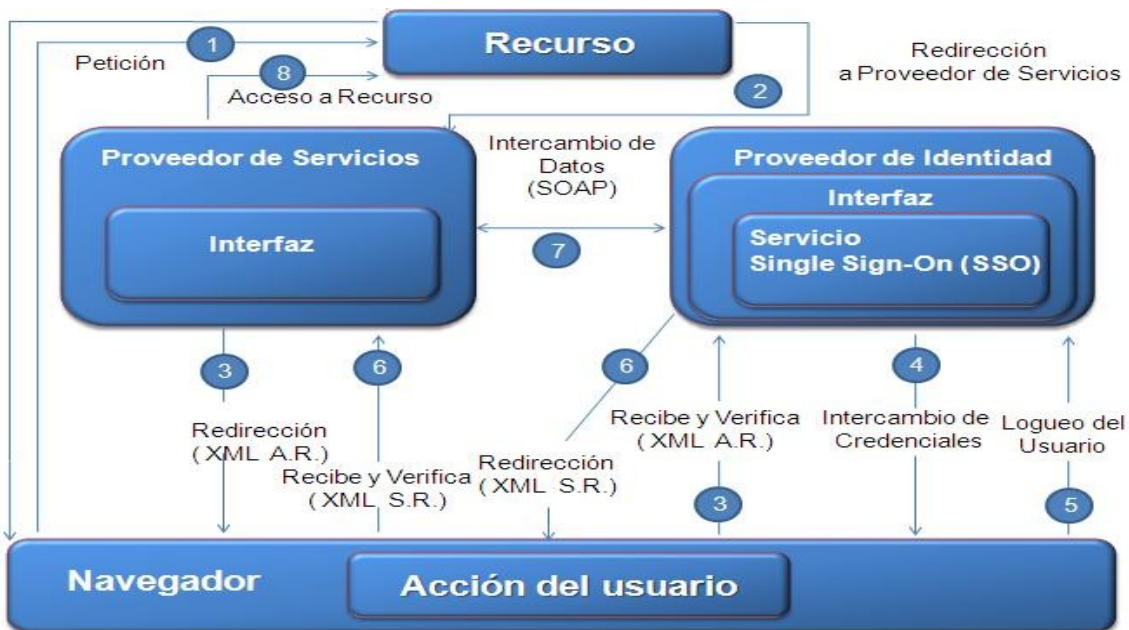 Recurso
1
Petición
8
Acceso a Recurso
2
Redirección
a Proveedor de Servicios
Proveedor de Servicios
Interfaz
Intercambio de
Datos
(SOAP)
7
Proveedor de Identidad
Interfaz
Servicio
Single Sign-On (SSO)
3
Redirección
( XML A.R.)
6
Recibe y Verifica
( XML S.R.)
6
Redirección
( XML S.R.)
Recibe y Verifica
( XML A.R.)
3
4
Intercambio de
Credenciales
Logueo del
Usuario
5
Navegador
Acción del usuario